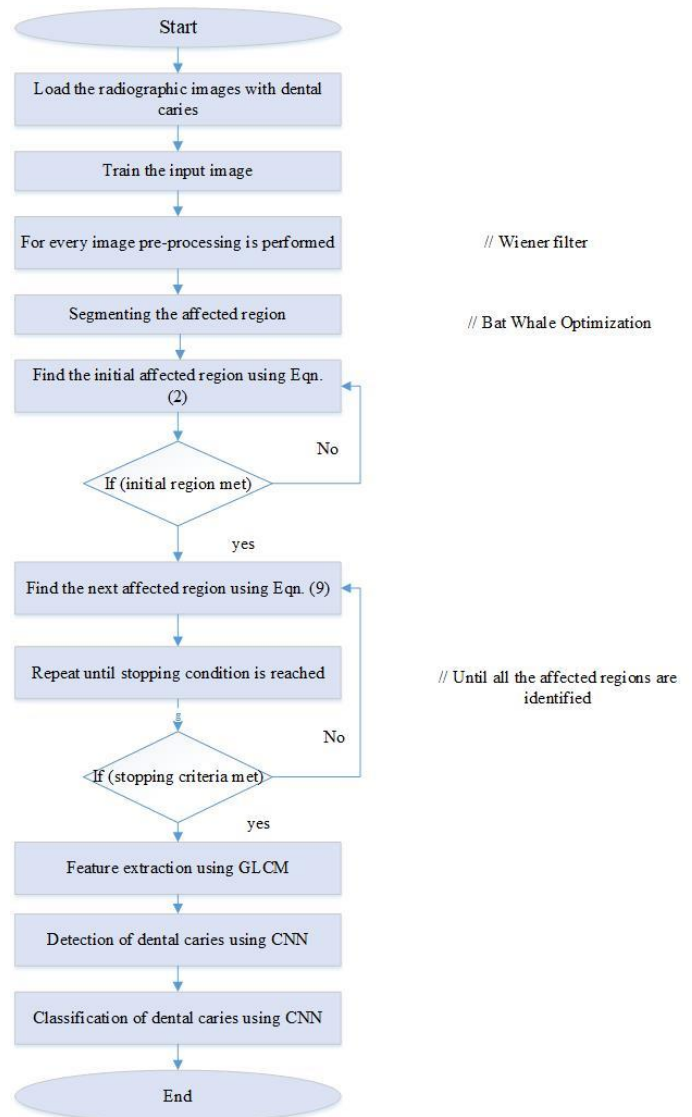 Start
Load the radiographic images with dental
caries
Train the input image
For every image pre-processing is performed
// Wiener filter
Segmenting the affected region
// Bat Whale Optimization
Find the initial affected region using Eqn.
(2)
No
If (initial region met)
yes
Find the next affected region using Eqn. (9)
Repeat until stopping condition is reached
// Until all the affected regions are
identified
g
No
If (stopping criteria met)
yes
Feature extraction using GLCM
Detection of dental caries using CNN
Classification of dental caries using CNN
End